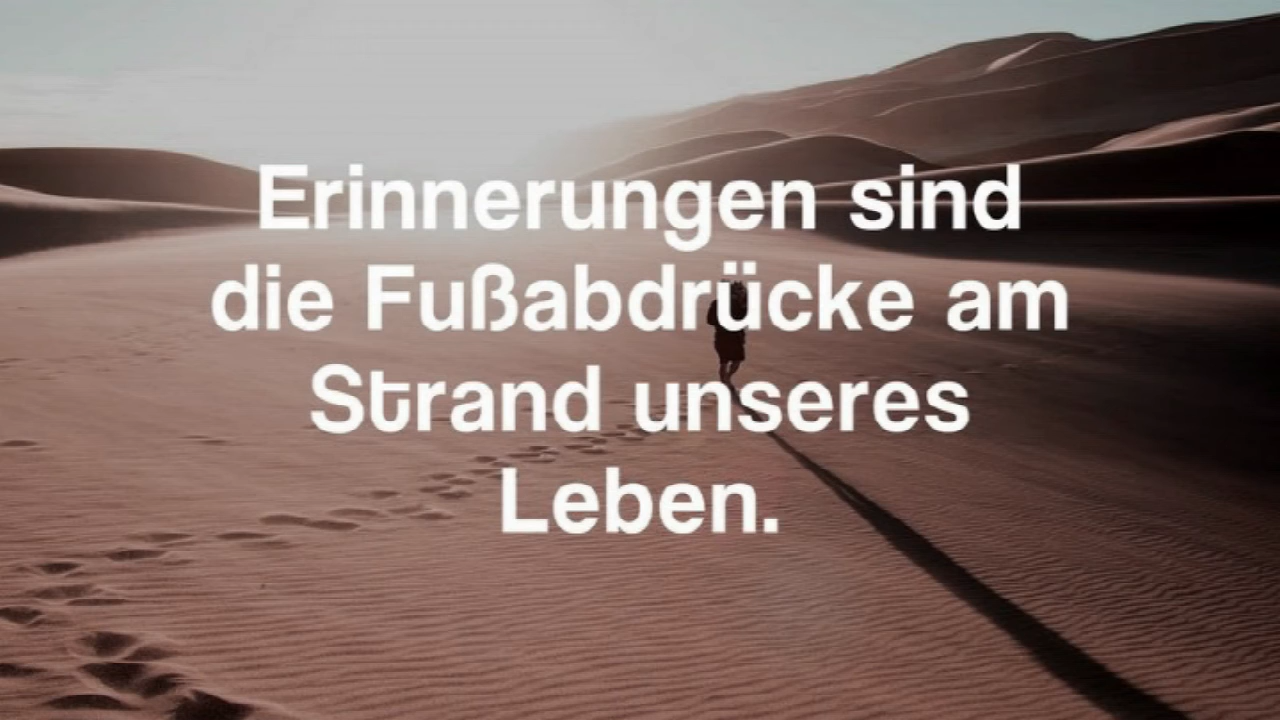 Erinnerungen sind
die Fußabdrücke am
Strand unseres
Leben.